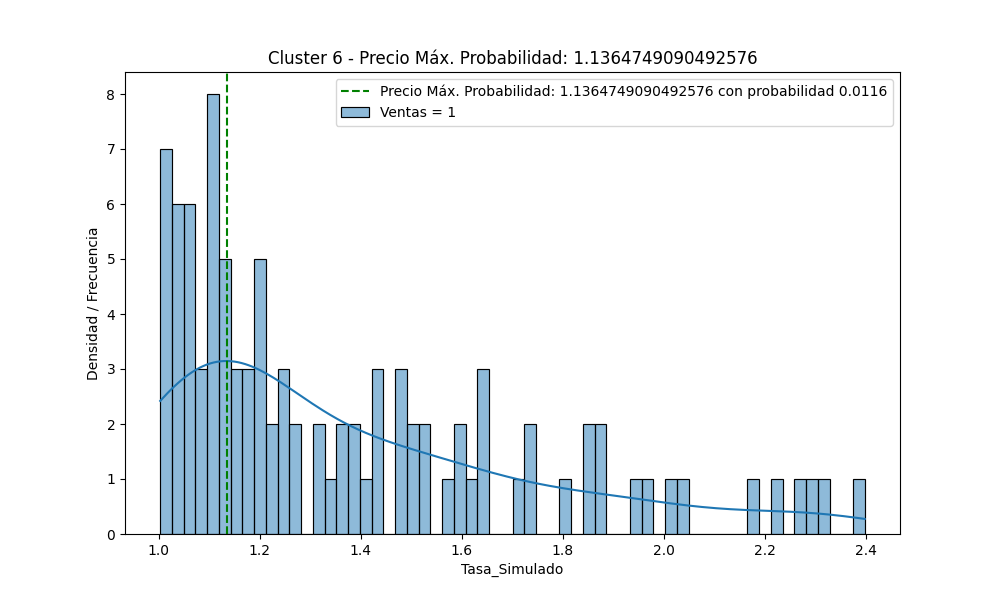 Cluster 6 - Precio Máx. Probabilidad: 1.1364749090492576
Precio Máx. Probabilidad: 1.1364749090492576 con probabilidad 0.0116
Ventas = 1
Densidad / Frecuencia
8
7
6
5
4
3
2
1
0
1.0 1.2 1.4 1.6 1.8 2.0 2.2 2.4
Tasa_Simulado